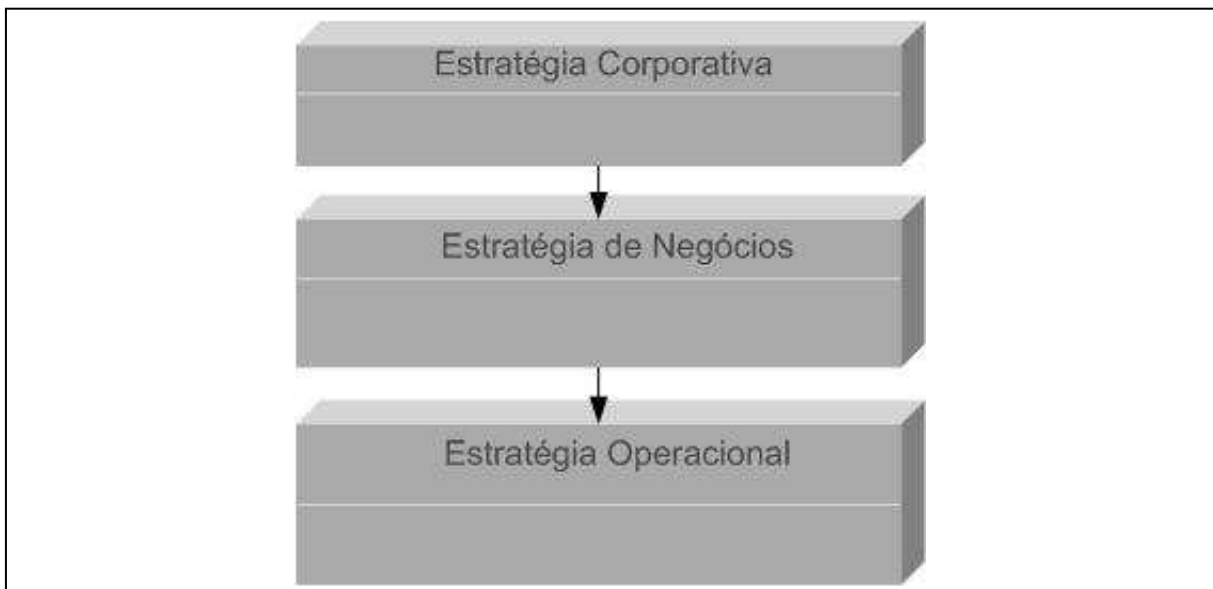 Estratégia Corporativa
Estratégia de Negócios
Estratégia Operacional